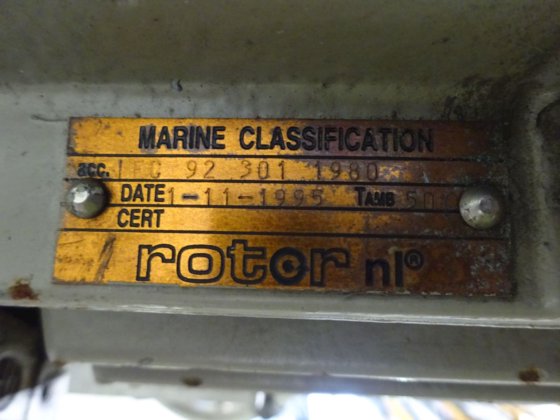 MARINE CLASSIFICATION
acc. IEC 92 301 1980
DATE 1-11-1995 TAMB 50
CERT
rotor nl®